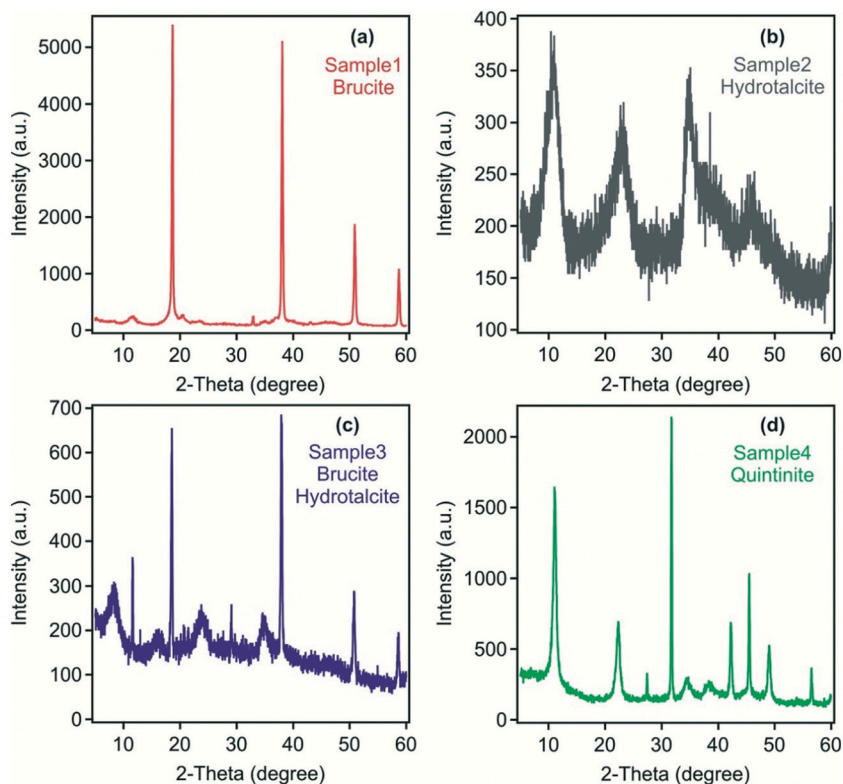 (a)
Sample1
Brucite
Intensity (a.u.)
5000
4000
3000
2000
1000
0
10 20 30 40 50 60
2-Theta (degree)
(b)
Sample2
Hydrotalcite
Intensity (a.u.)
400
350
300
250
200
150
100
10 20 30 40 50 60
2-Theta (degree)
(c)
Sample3
Brucite
Hydrotalcite
Intensity (a.u.)
700
600
500
400
300
200
100
0
10 20 30 40 50 60
2-Theta (degree)
(d)
Sample4
Quintinite
Intensity (a.u.)
2000
1500
1000
500
0
10 20 30 40 50 60
2-Theta (degree)